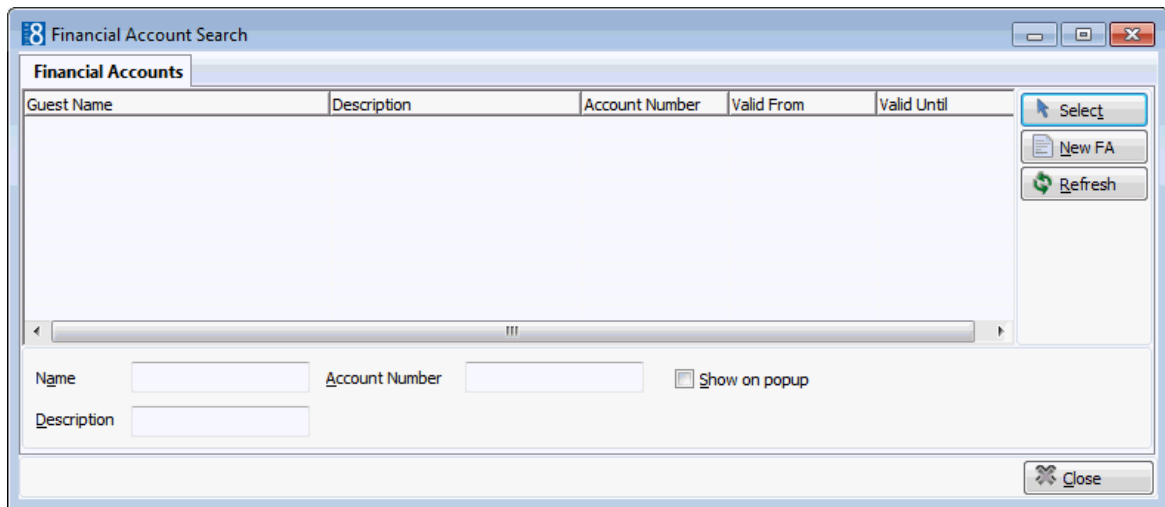 8 Financial Account Search
Financial Accounts
Guest Name Description Account Number Valid From Valid Until
Select
New FA
Refresh
Name Account Number Show on popup
Description
Close